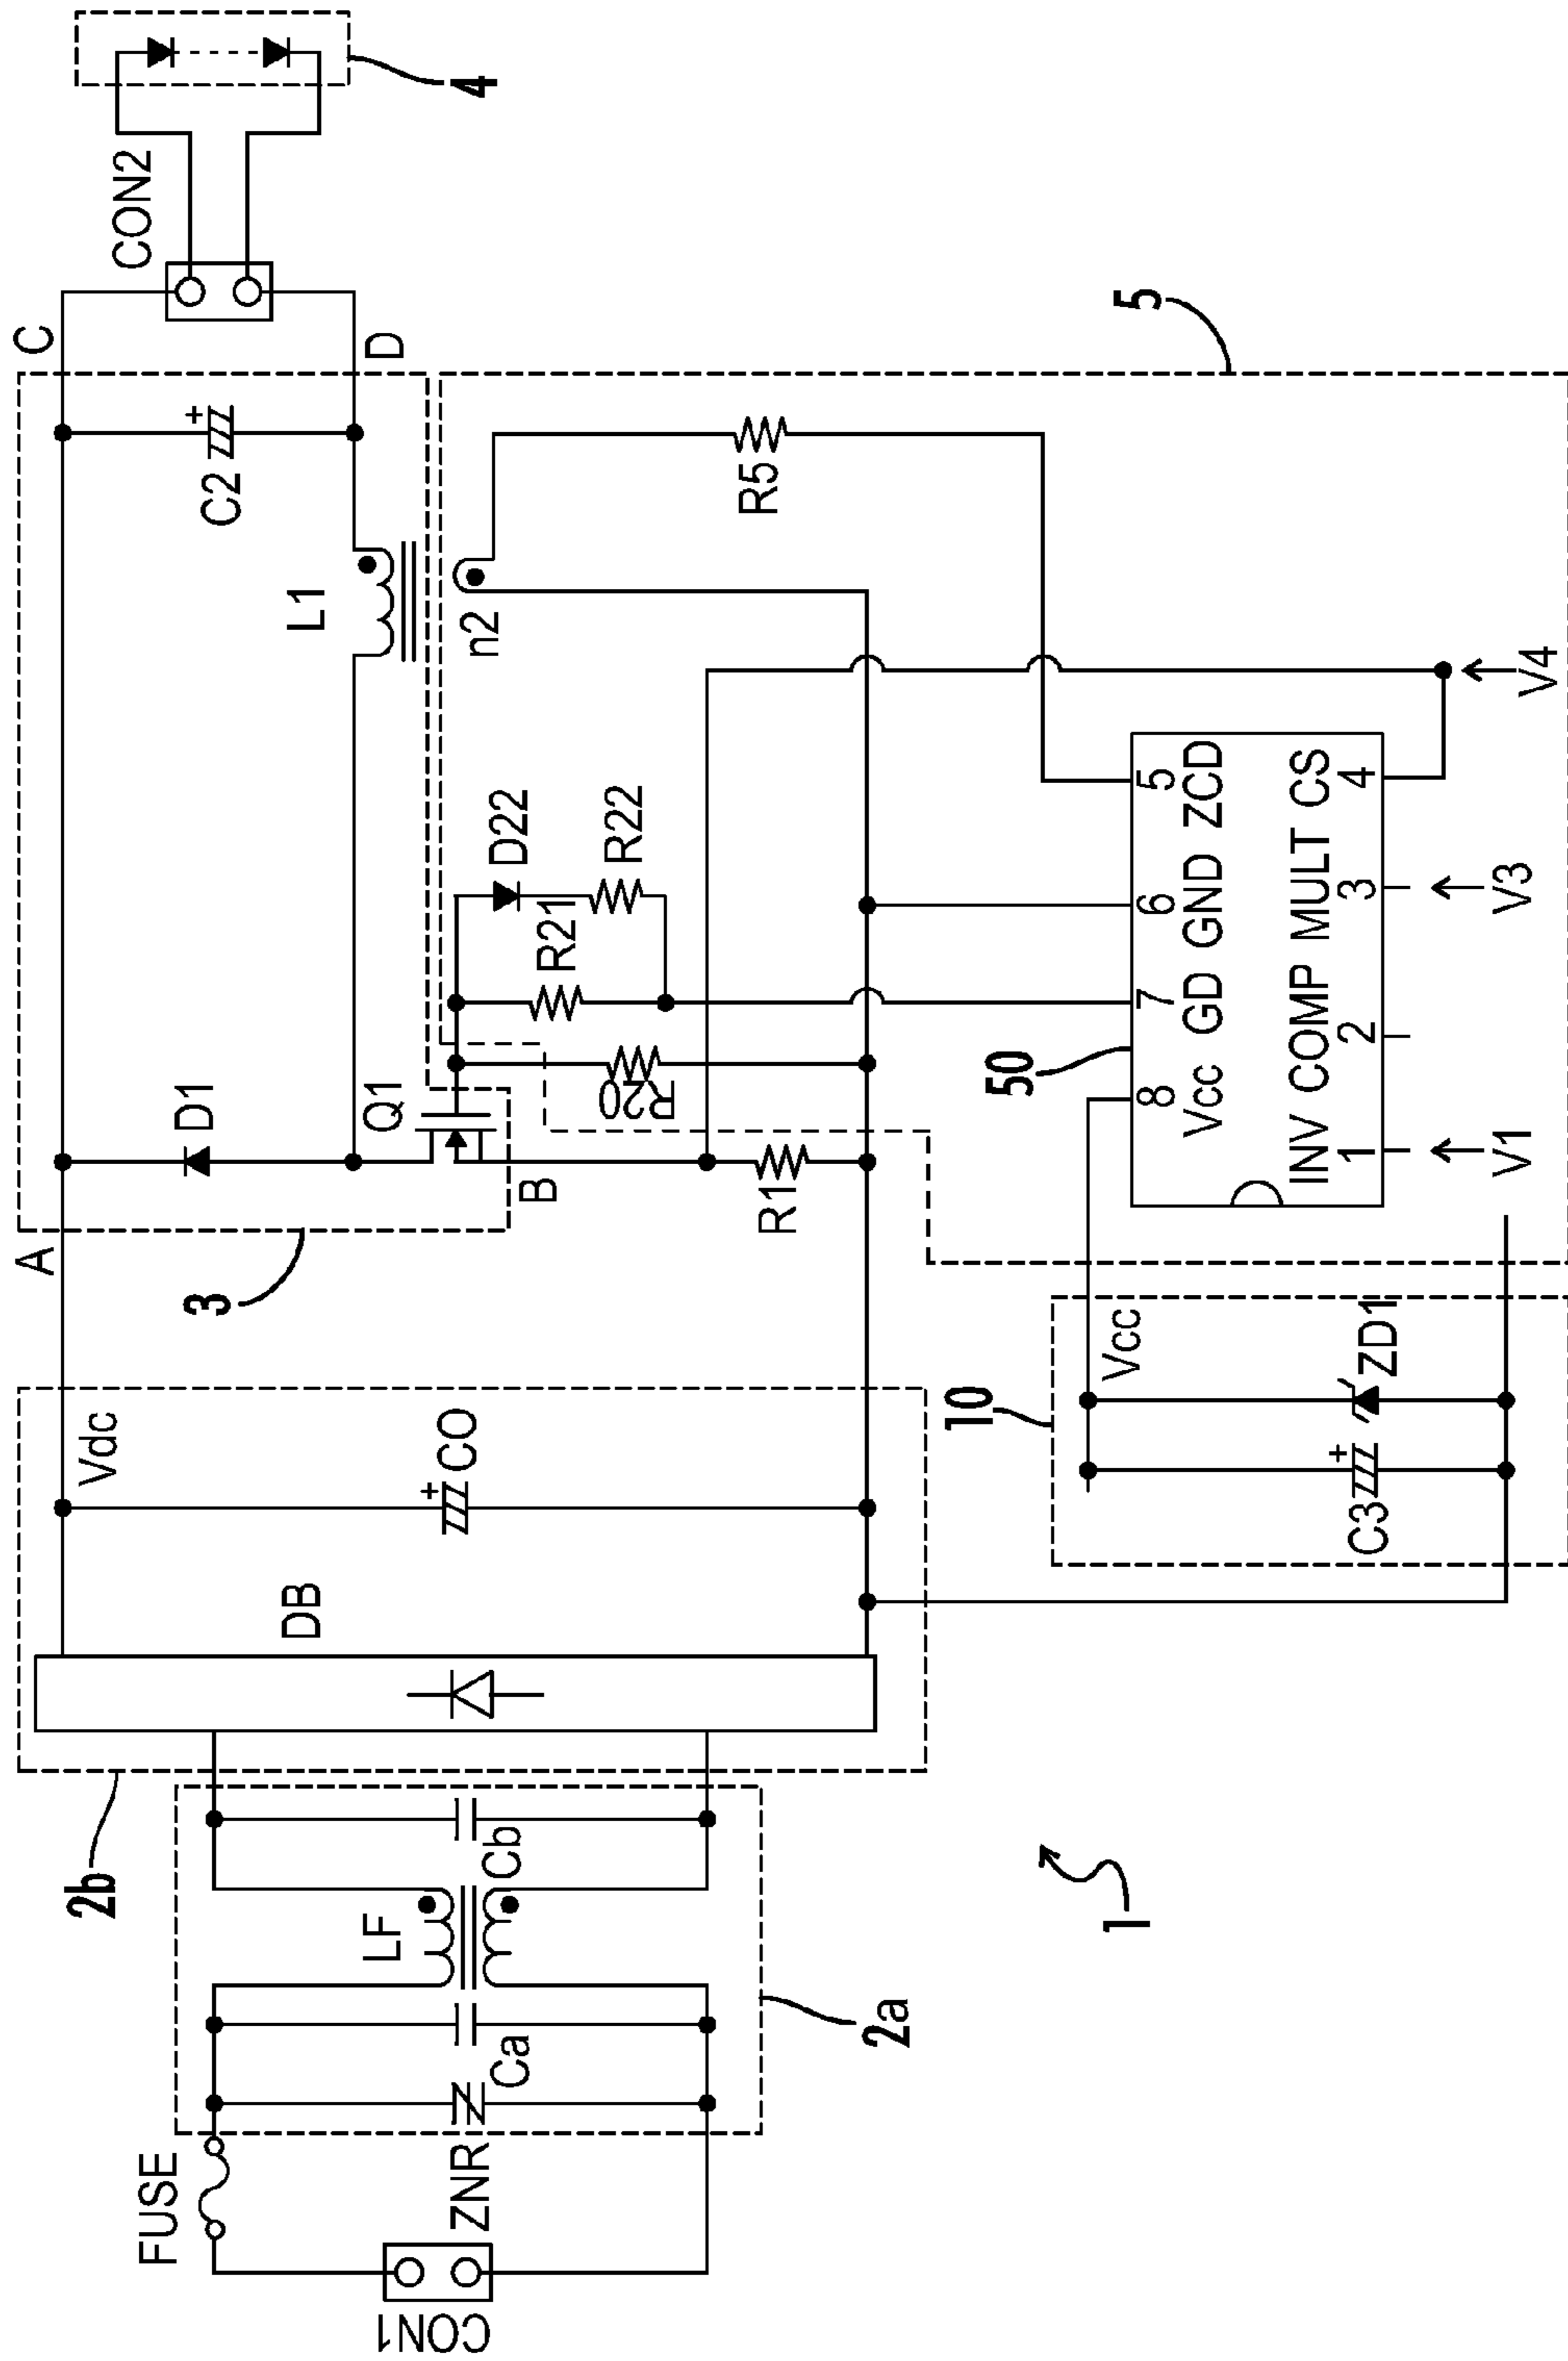 FUSE
CON1
ZNR
Ca
LF
Cb
2a
2b
DB
Vdc
CO
1
A
3
D1
Q1
B
L1
C2
C
D
CON2
4
n2
R5
R1
R20
R21
D22
R22
5
50
8 7 6 5
Vcc GD GND ZCD
INV COMP MULT CS
1 2 3 4
V1
V3
V4
10
Vcc
C3
ZD1